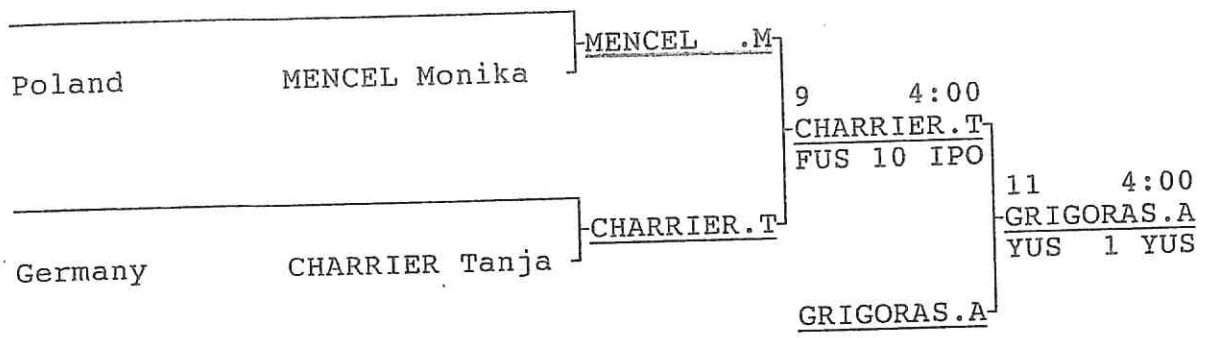 MENCEL .M
Poland MENCEL Monika
9 4:00
CHARRIER.T
FUS 10 IPO
11 4:00
GRIGORAS.A
YUS 1 YUS
CHARRIER.T
Germany CHARRIER Tanja
GRIGORAS.A